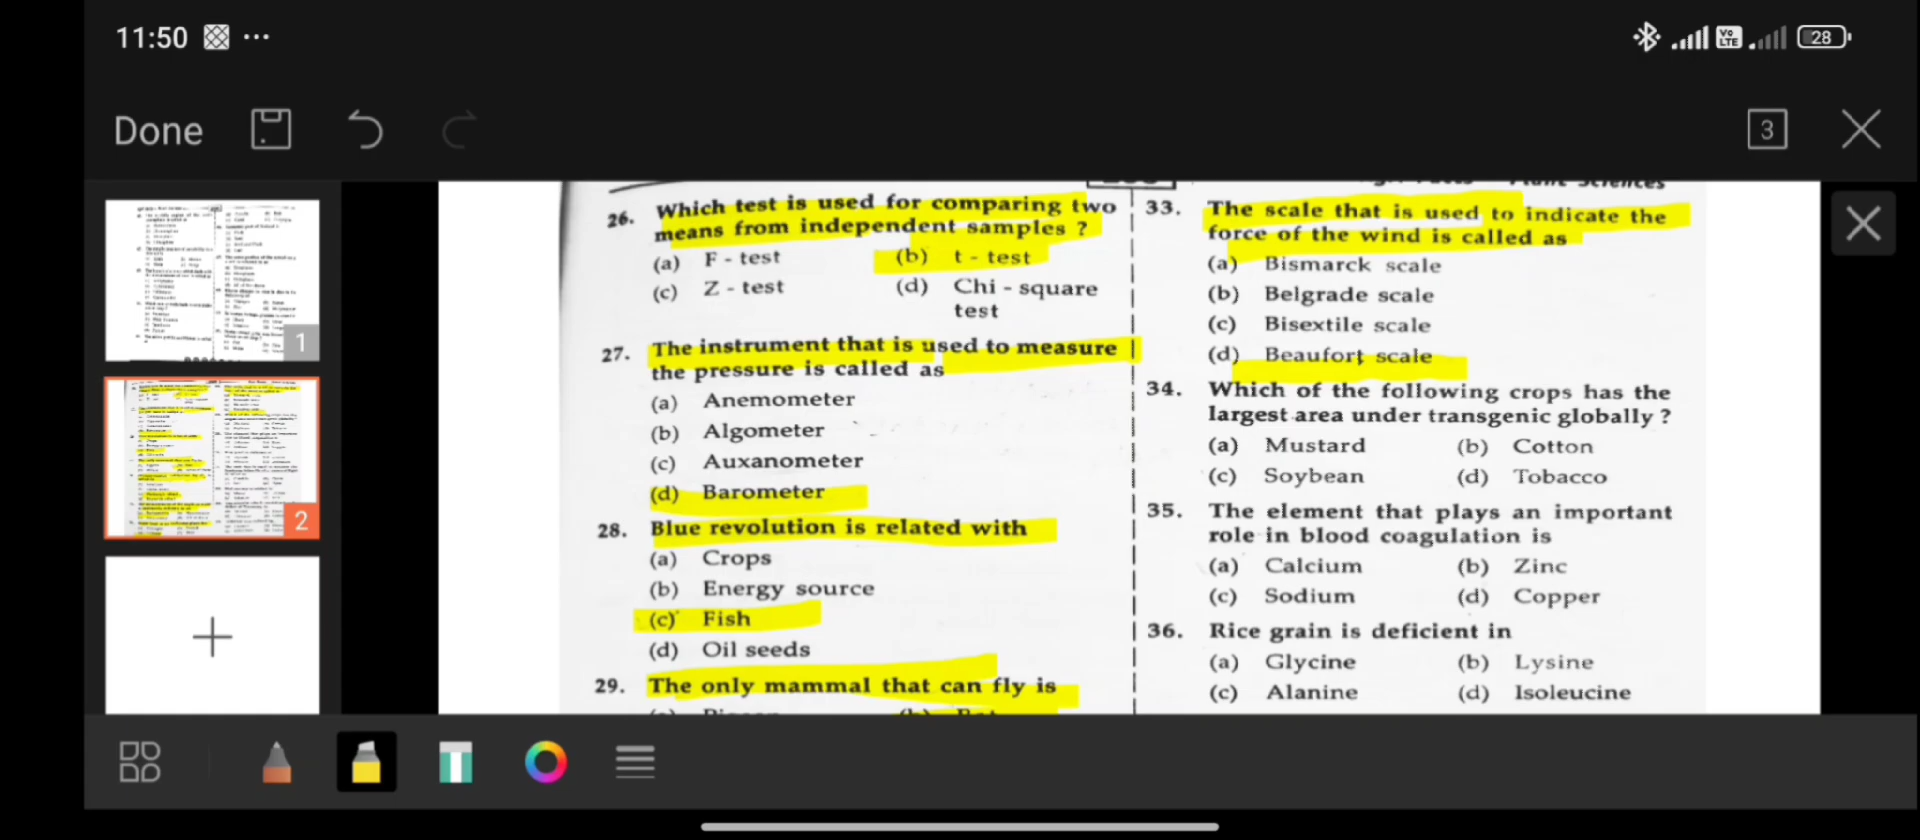 11:50
Vo
LTE
28
Done
3
1
2
26. Which test is used for comparing two
means from independent samples ?
(a) F - test
(b) t - test
(c) Z - test
(d) Chi - square
test
27. The instrument that is used to measure
the pressure is called as
(a) Anemometer
(b) Algometer
(c) Auxanometer
(d) Barometer
28. Blue revolution is related with
(a) Crops
(b) Energy source
(c) Fish
(d) Oil seeds
29. The only mammal that can fly is
33. The scale that is used to indicate the
force of the wind is called as
(a) Bismarck scale
(b) Belgrade scale
(c) Bisextile scale
(d) Beaufort scale
34. Which of the following crops has the
largest area under transgenic globally ?
(a) Mustard
(b) Cotton
(c) Soybean
(d) Tobacco
35. The element that plays an important
role in blood coagulation is
(a) Calcium
(b) Zinc
(c) Sodium
(d) Copper
36. Rice grain is deficient in
(a) Glycine
(b) Lysine
(c) Alanine
(d) Isoleucine